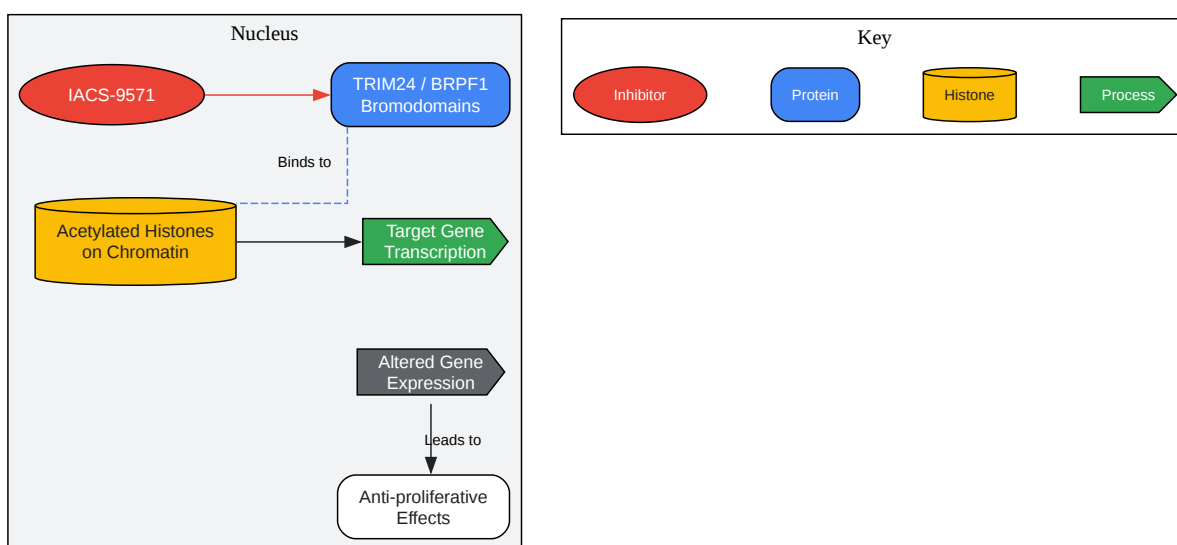 Nucleus
IACS-9571
TRIM24 / BRPF1
Bromodomains
Binds to
Acetylated Histones
on Chromatin
Target Gene
Transcription
Altered Gene
Expression
Leads to
Anti-proliferative
Effects
Key
Inhibitor
Protein
Histone
Process